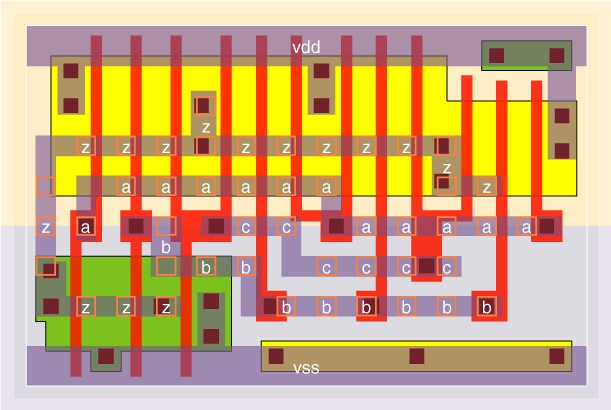 vdd
z
z z z z z z z z z
z
a a a a a a z
z a c c a a a a a
b
b b c c c c
z z z b b b b b b
vss